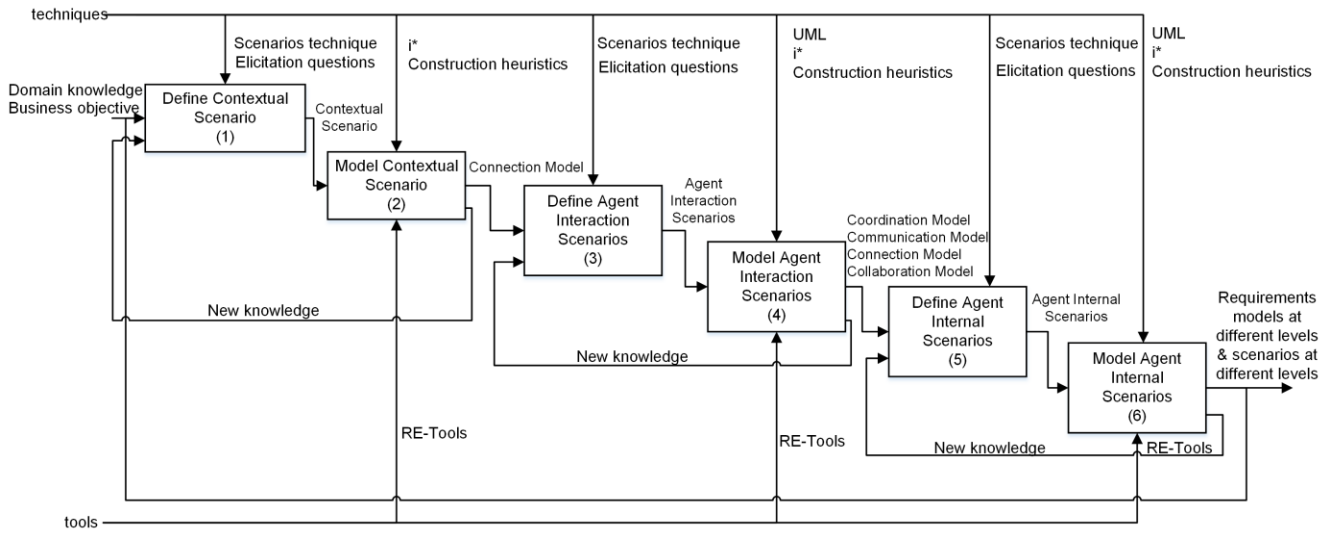 techniques
Scenarios technique
Elicitation questions
i*
Construction heuristics
Scenarios technique
Elicitation questions
UML
i*
Construction heuristics
Scenarios technique
Elicitation questions
UML
i*
Construction heuristics
Domain knowledge
Business objective
Define Contextual
Scenario
(1)
Contextual
Scenario
Model Contextual
Scenario
(2)
Connection Model
Define Agent
Interaction
Scenarios
(3)
Agent
Interaction
Scenarios
Model Agent
Interaction
Scenarios
(4)
Coordination Model
Communication Model
Connection Model
Collaboration Model
Define Agent
Internal
Scenarios
(5)
Agent Internal
Scenarios
Model Agent
Internal
Scenarios
(6)
Requirements
models at
different levels
& scenarios at
different levels
New knowledge
New knowledge
New knowledge
RE-Tools
RE-Tools
RE-Tools
tools